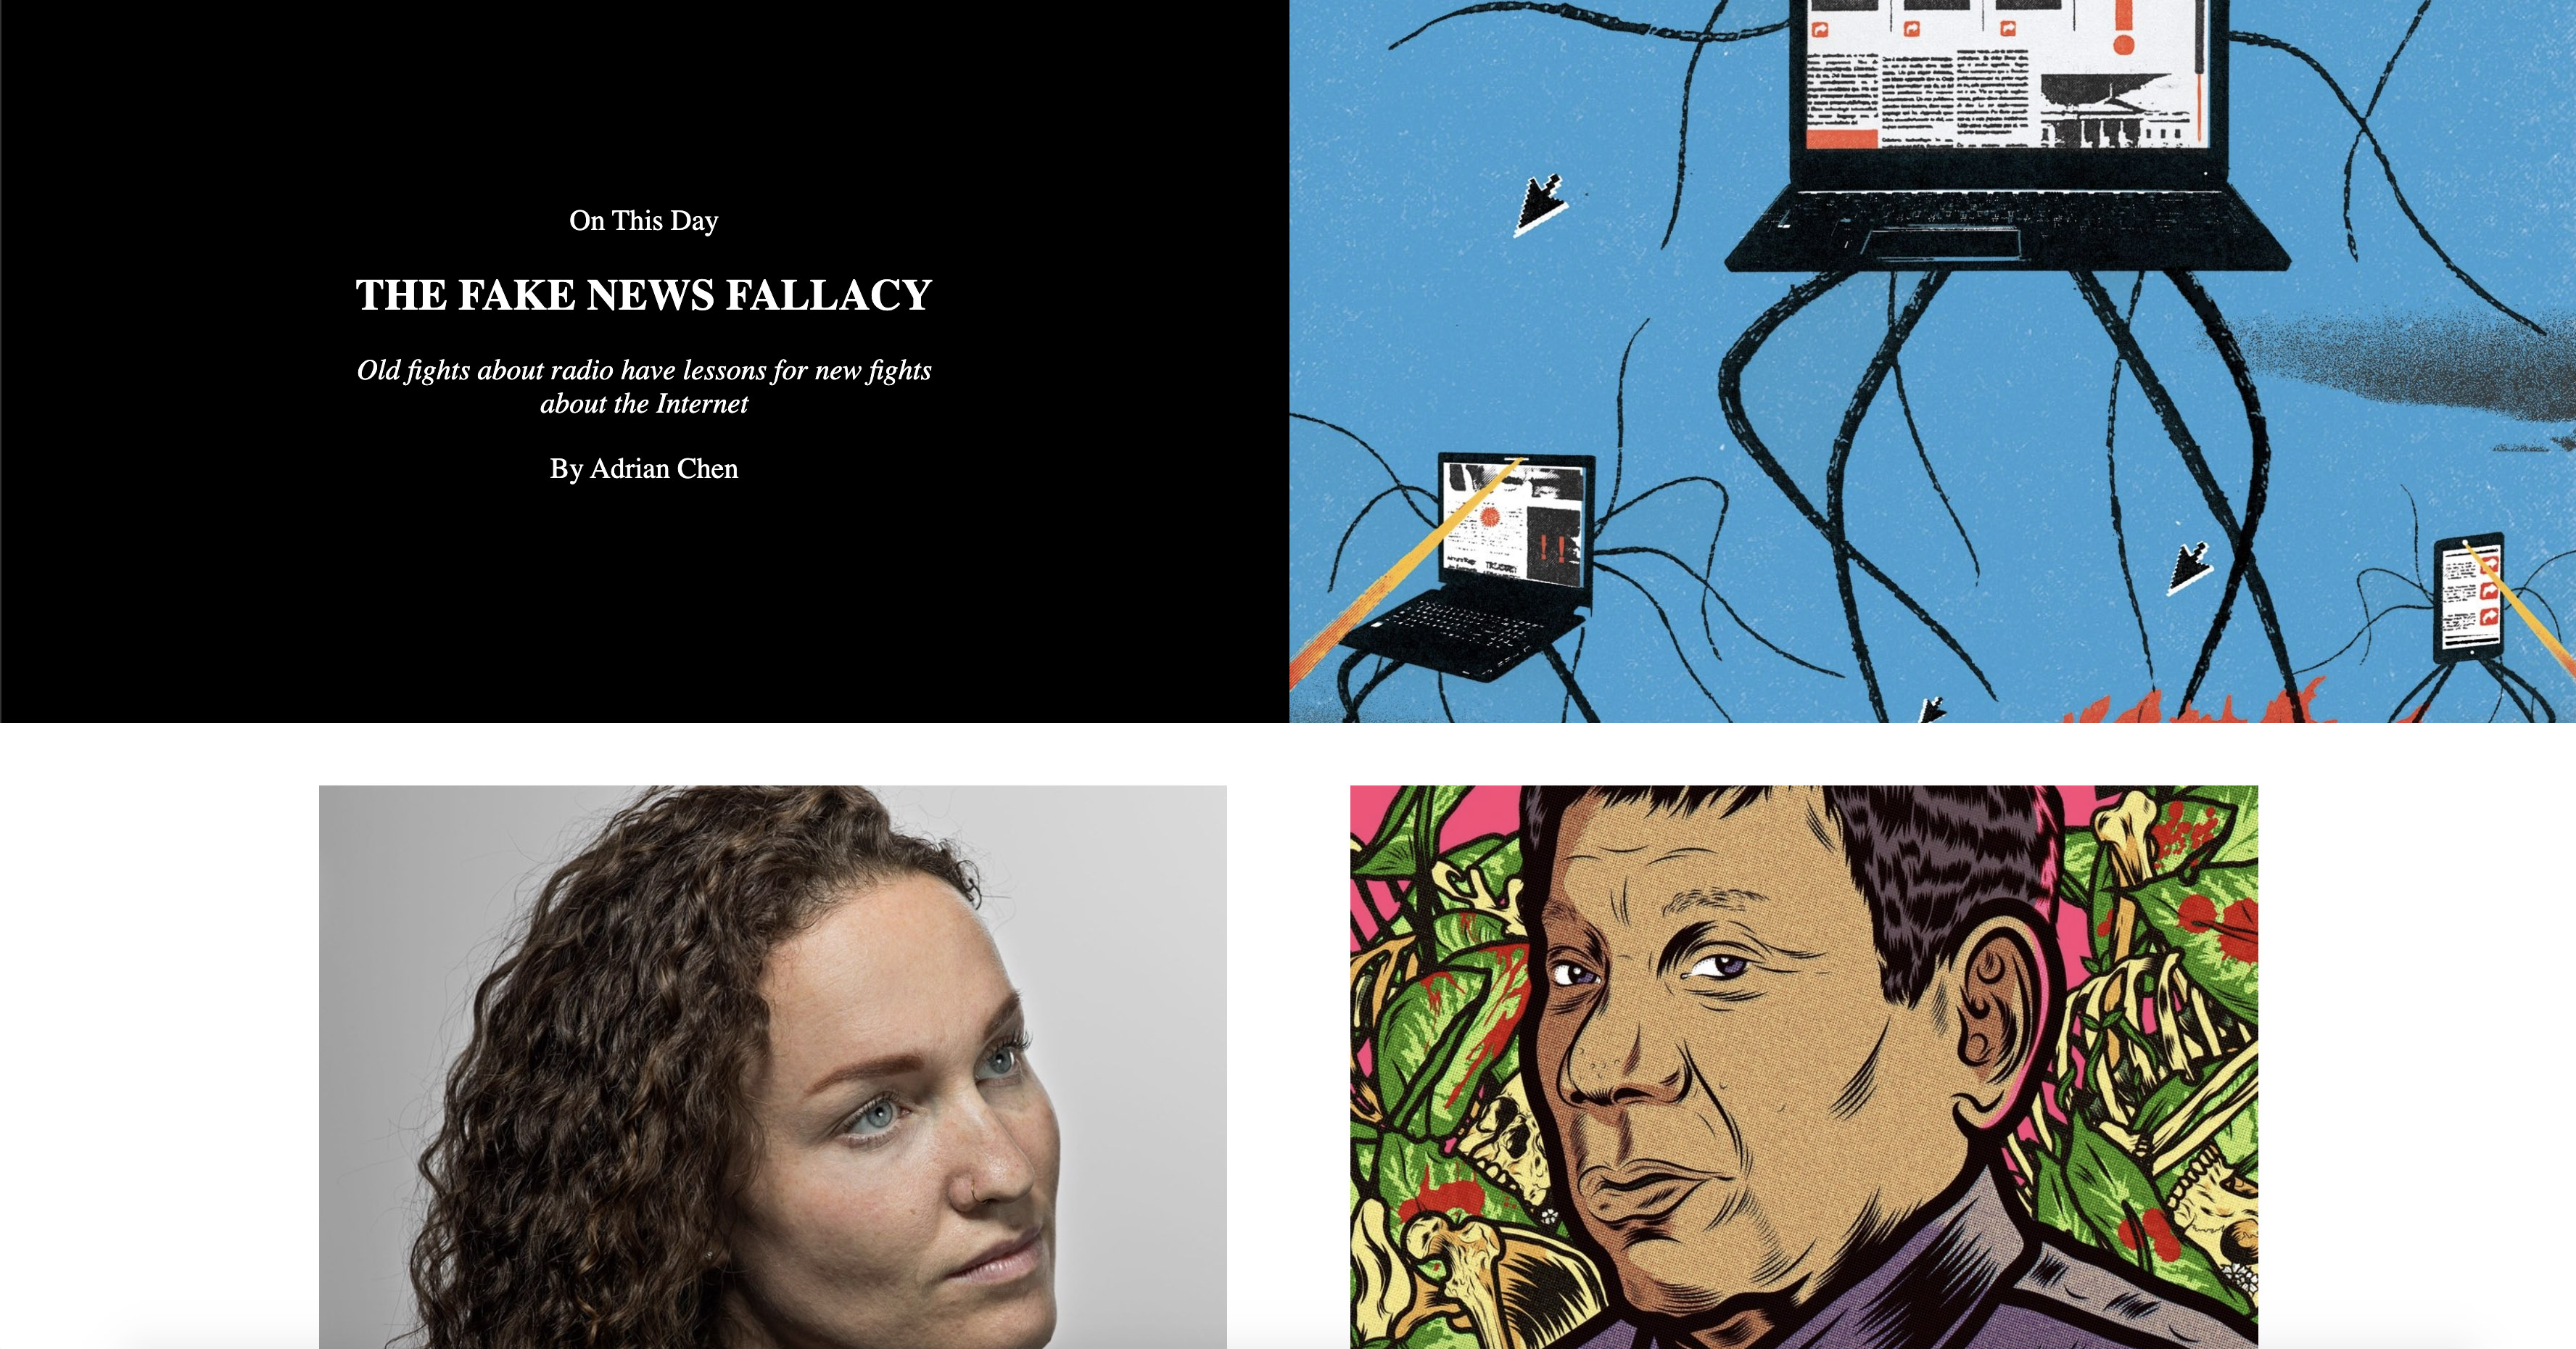 On This Day
THE FAKE NEWS FALLACY
Old fights about radio have lessons for new fights
about the Internet
By Adrian Chen